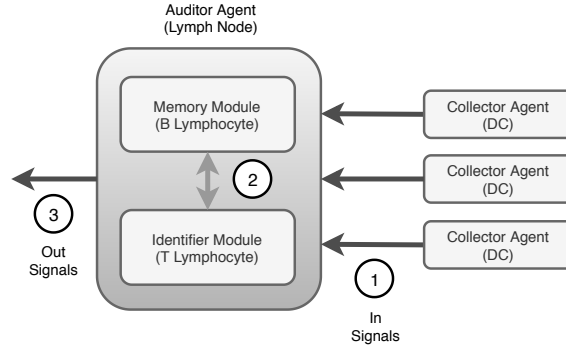 Auditor Agent
(Lymph Node)
Memory Module
(B Lymphocyte)
2
Identifier Module
(T Lymphocyte)
Collector Agent
(DC)
Collector Agent
(DC)
Collector Agent
(DC)
3
Out
Signals
1
In
Signals